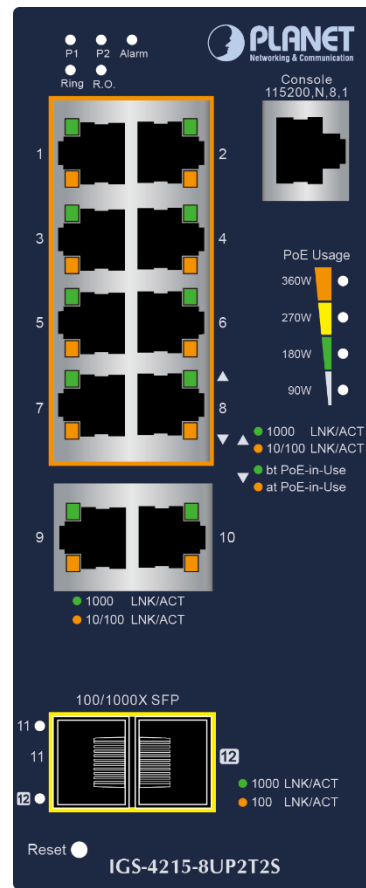 PLANET
Networking & Communication
P1 P2 Alarm
Ring R.O.
Console
115200,N,8,1
1 2
3 4
5 6
7 8
PoE Usage
360W
270W
180W
90W
1000 LNK/ACT
10/100 LNK/ACT
bt PoE-in-Use
at PoE-in-Use
9 10
1000 LNK/ACT
10/100 LNK/ACT
100/1000X SFP
11
11 12
12
1000 LNK/ACT
100 LNK/ACT
Reset
IGS-4215-8UP2T2S